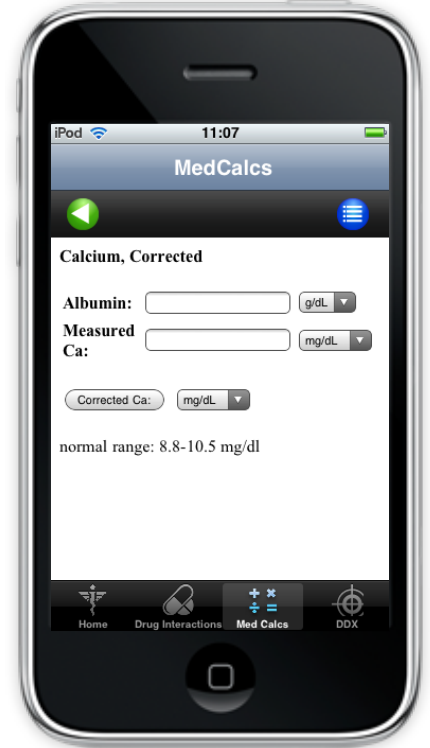 iPod 11:07
MedCalcs
Calcium, Corrected
Albumin: g/dL
Measured
Ca: mg/dL
Corrected Ca: mg/dL
normal range: 8.8-10.5 mg/dl
Home Drug Interactions Med Calcs DDX